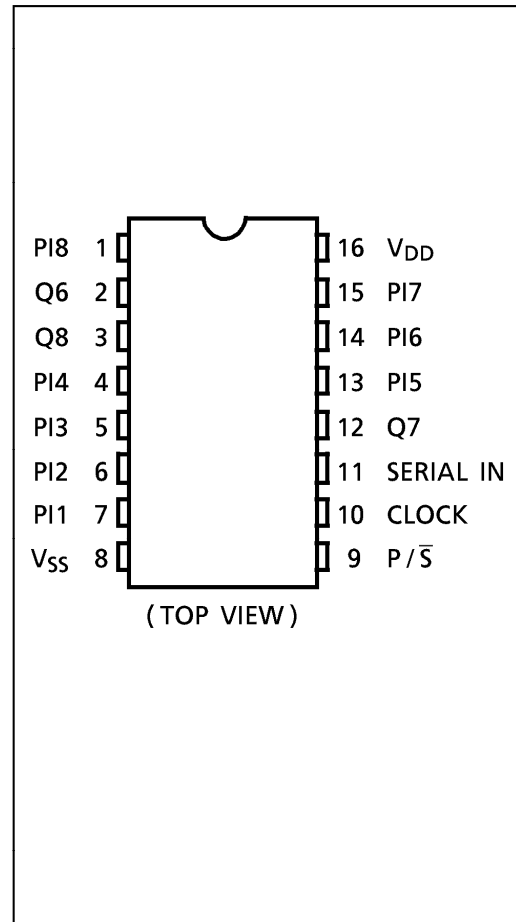 PI8 1 16 VDD
Q6 2 15 PI7
Q8 3 14 PI6
PI4 4 13 PI5
PI3 5 12 Q7
PI2 6 11 SERIAL IN
PI1 7 10 CLOCK
VSS 8 9 P/S̅
(TOP VIEW)